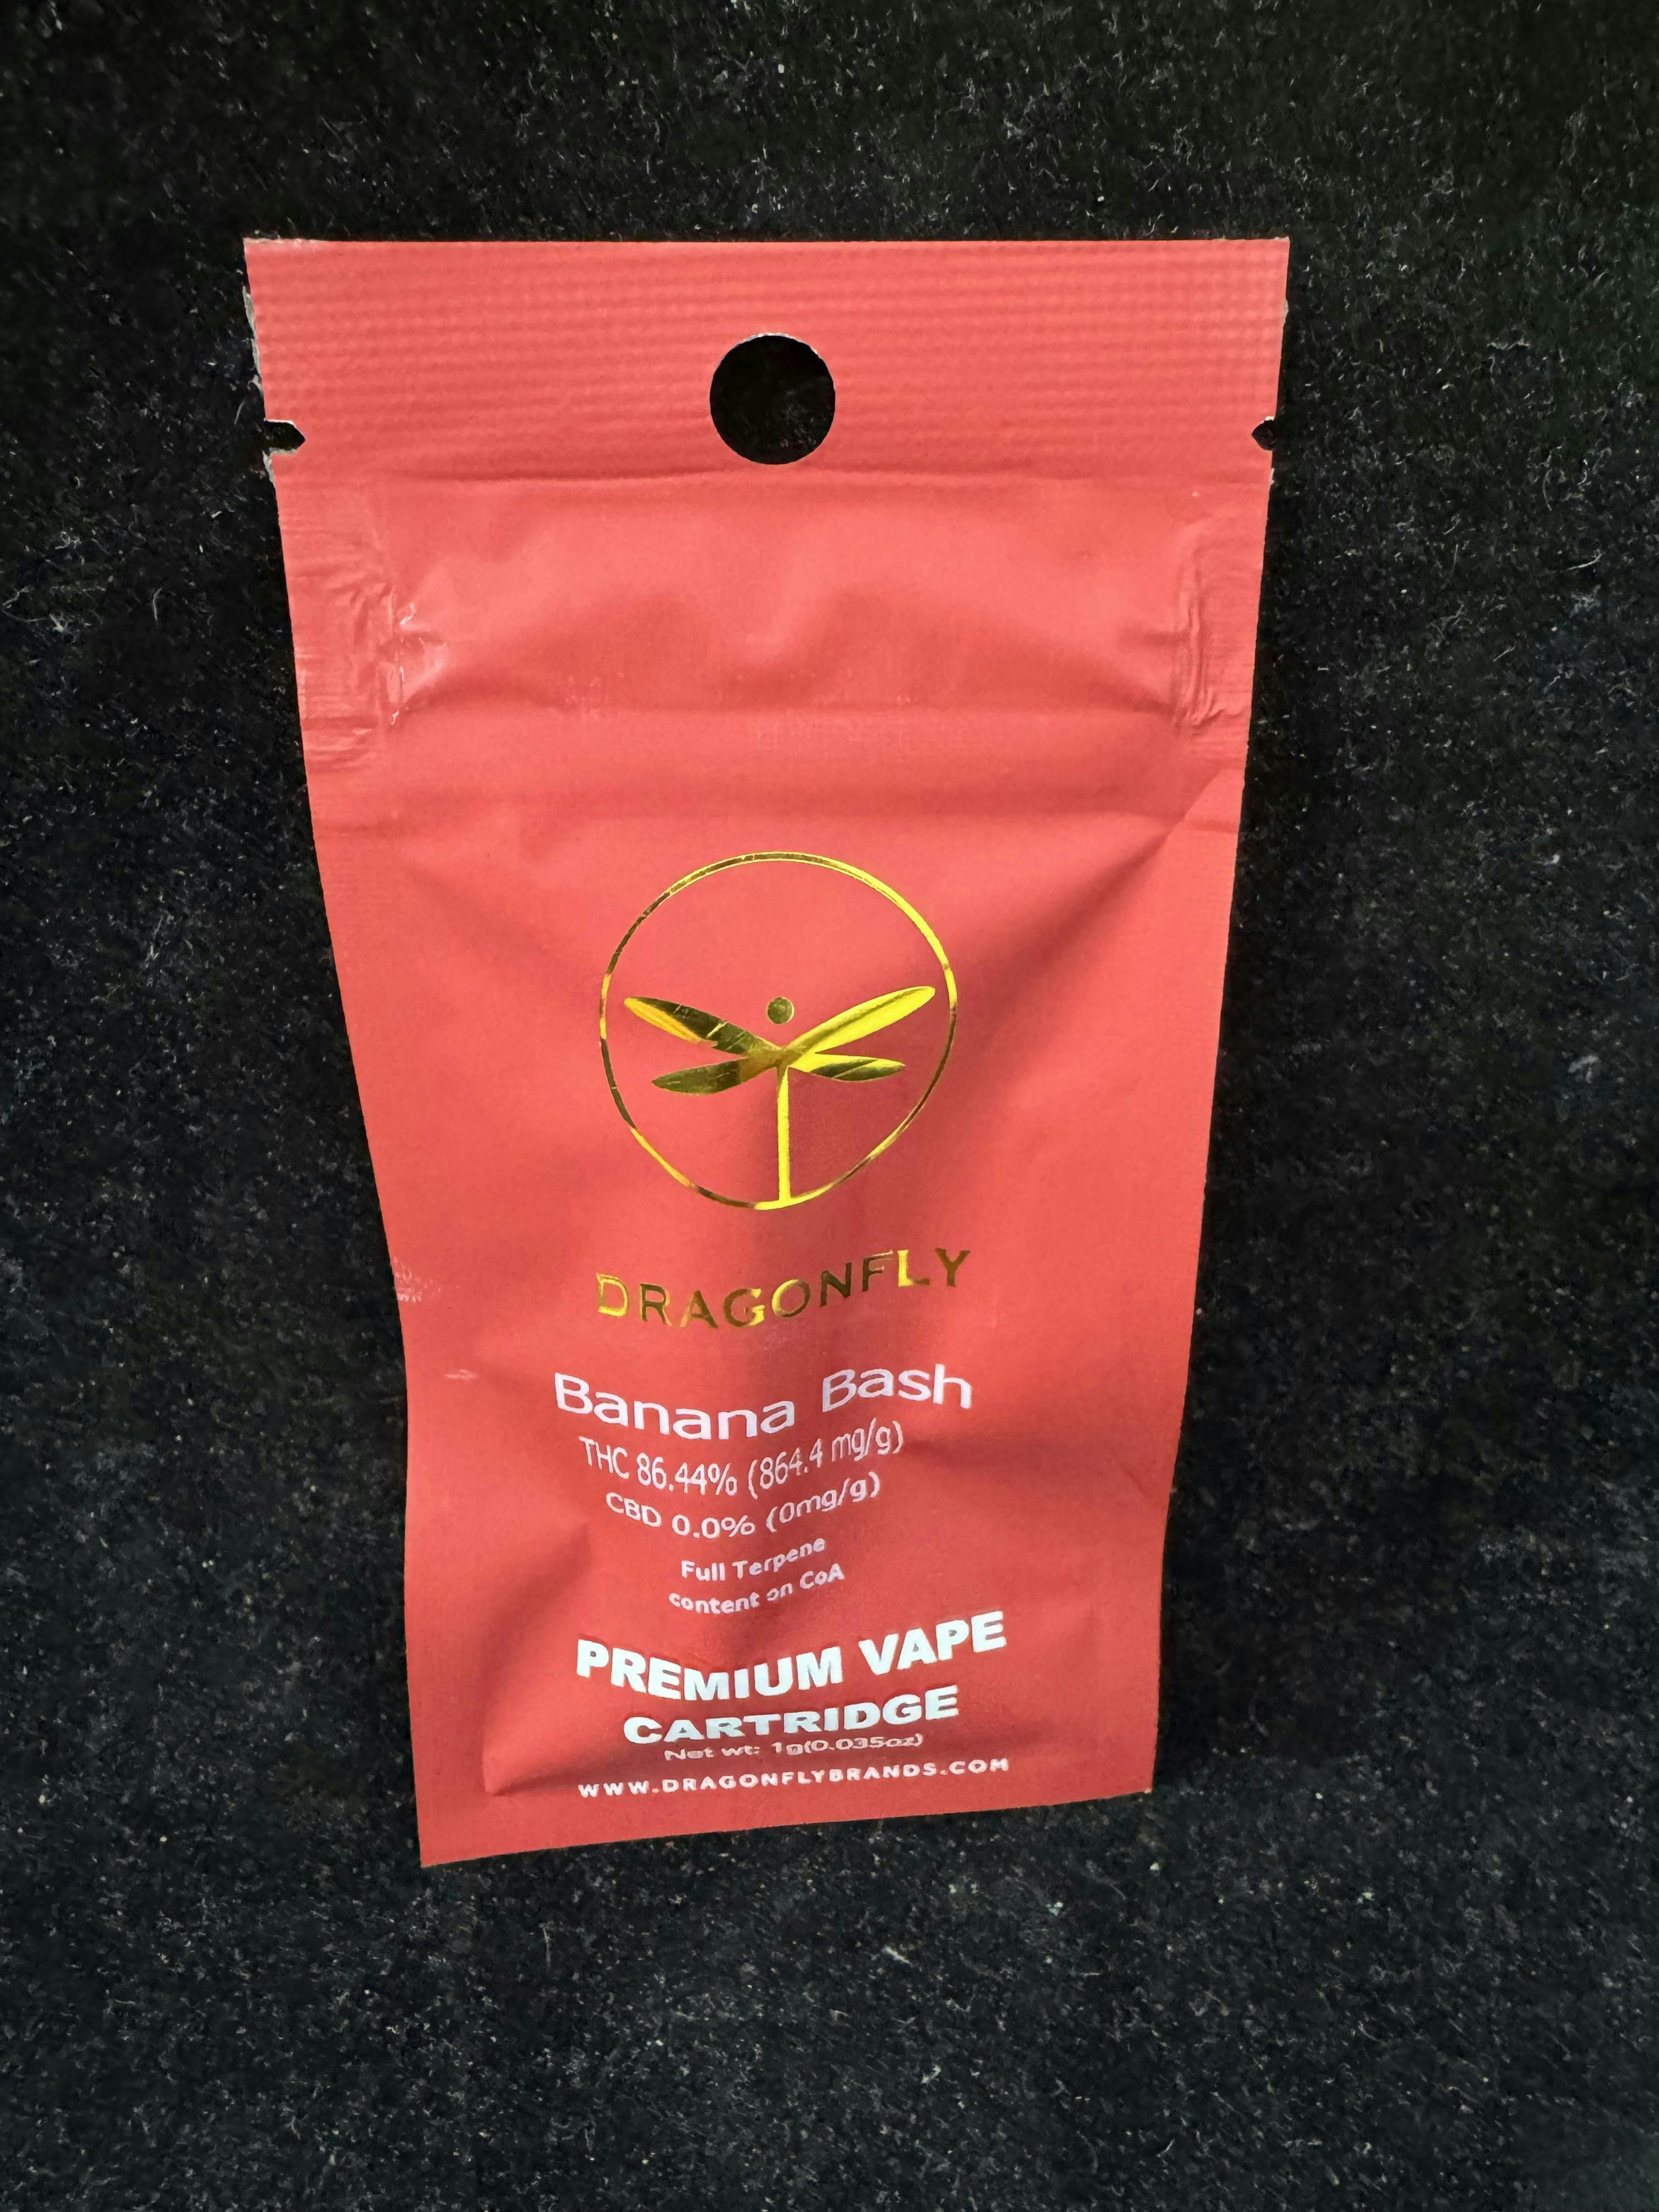 DRAGONFLY
Banana Bash
THC 86.44% (864.4 mg/g)
CBD 0.0% (0mg/g)
Full Terpene
content on CoA
PREMIUM VAPE
CARTRIDGE
Net wt: 1g(0.035oz)
WWW.DRAGONFLYBRANDS.COM